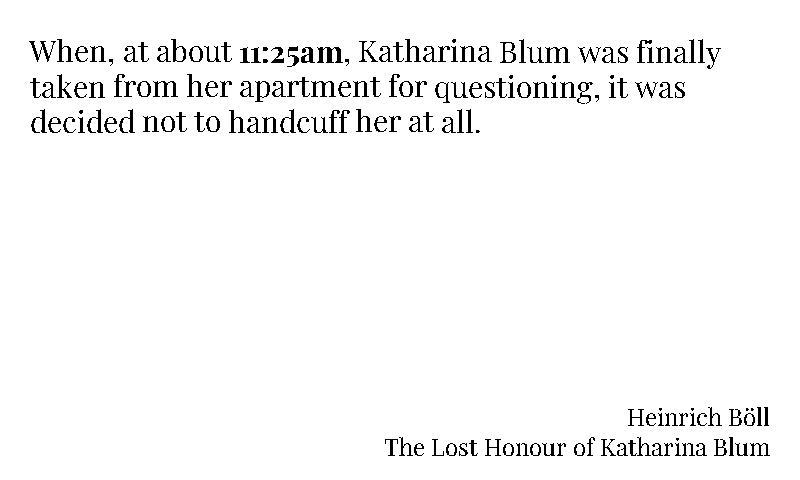 When, at about 11:25am, Katharina Blum was finally
taken from her apartment for questioning, it was
decided not to handcuff her at all.
Heinrich Böll
The Lost Honour of Katharina Blum